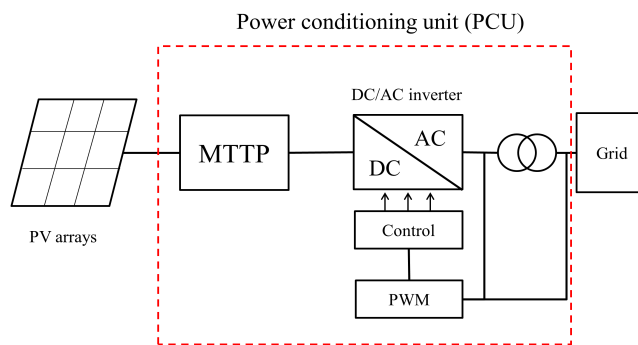 Power conditioning unit (PCU)
DC/AC inverter
MTTP
AC
DC
Grid
Control
PV arrays
PWM